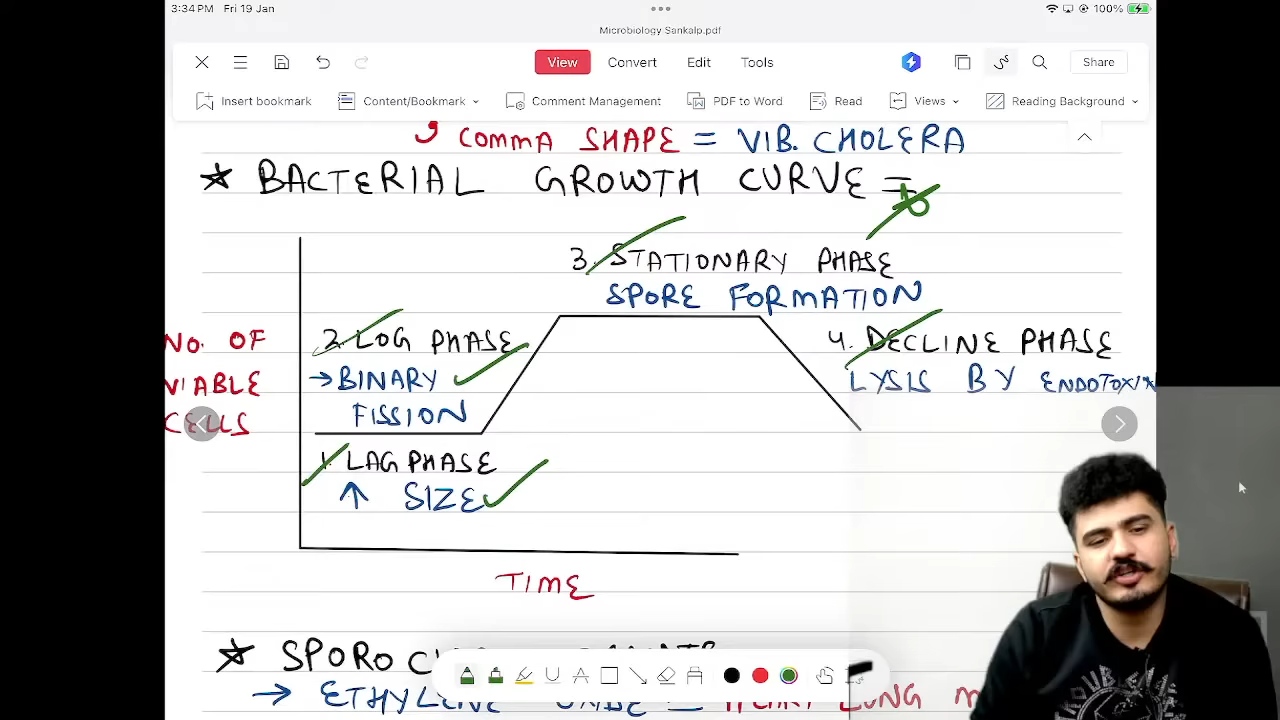 3:34 PM Fri 19 Jan
100%
Microbiology Sankalp.pdf
View Convert Edit Tools Share
Insert bookmark Content/Bookmark Comment Management PDF to Word Read Views Reading Background
COMMA SHAPE = VIB. CHOLERA
BACTERIAL GROWTH CURVE =
3. STATIONARY PHASE
SPORE FORMATION
2. LOG PHASE
→ BINARY
FISSION
4. DECLINE PHASE
LYSIS BY ENDOTOXIN
NO. OF
VIABLE
CELLS
1. LAG PHASE
↑ SIZE
TIME
→ LUNG